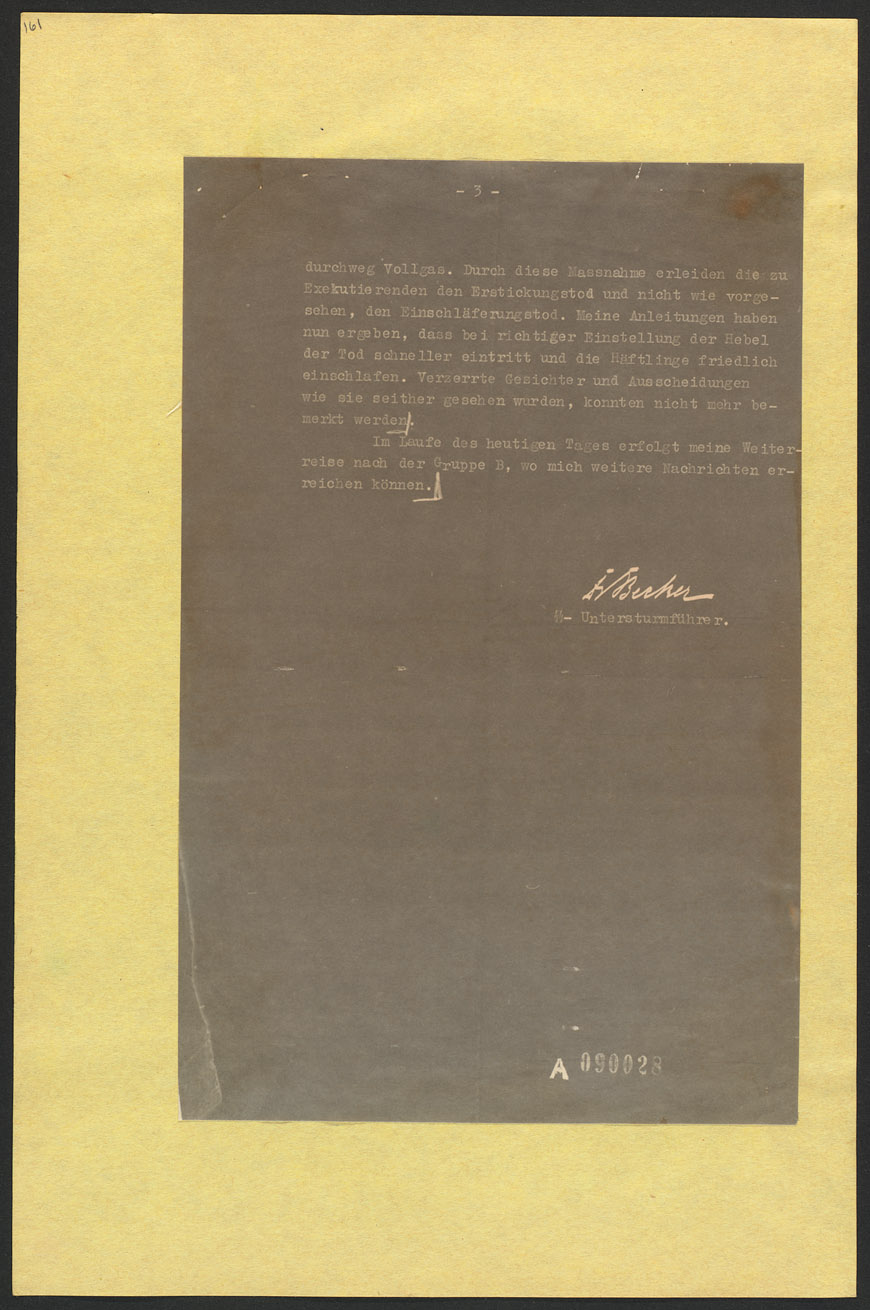 161
- 3 -
durchweg Vollgas. Durch diese Massnahme erleiden die zu
Exekutierenden den Erstickungstod und nicht wie vorge-
sehen, den Einschläferungstod. Meine Anleitungen haben
nun ergeben, dass bei richtiger Einstellung der Hebel
der Tod schneller eintritt und die Häftlinge friedlich
einschlafen. Verzerrte Gesichter und Ausscheidungen
wie sie seither gesehen wurden, konnten nicht mehr be-
merkt werden.
Im Laufe des heutigen Tages erfolgt meine Weiter-
reise nach der Gruppe B, wo mich weitere Nachrichten er-
reichen können.
Dr Becker
SS- Untersturmführer.
A 090028